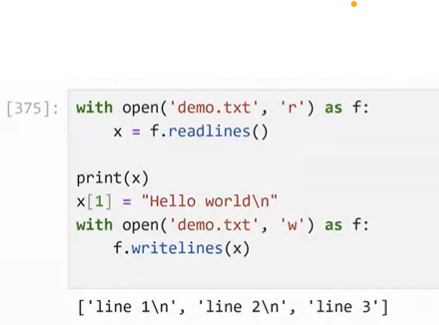 [375]: with open('demo.txt', 'r') as f:
    x = f.readlines()

print(x)
x[1] = "Hello world\n"
with open('demo.txt', 'w') as f:
    f.writelines(x)

['line 1\n', 'line 2\n', 'line 3']